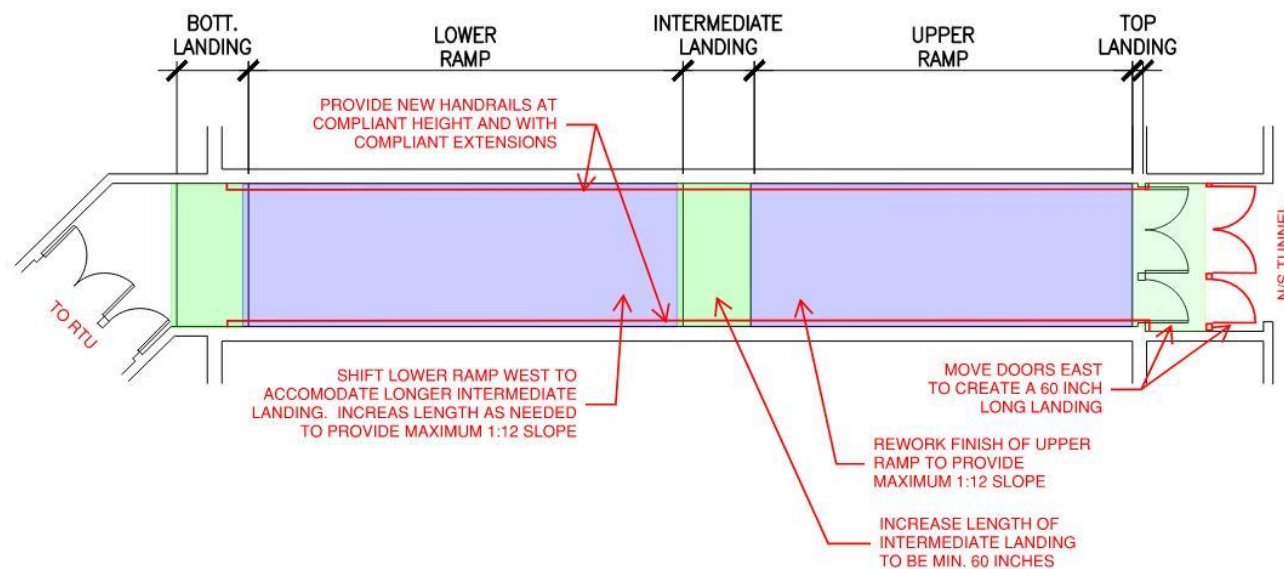 BOTT.
LANDING
LOWER
RAMP
INTERMEDIATE
LANDING
UPPER
RAMP
TOP
LANDING
PROVIDE NEW HANDRAILS AT
COMPLIANT HEIGHT AND WITH
COMPLIANT EXTENSIONS
TO RTU
N/S TUNNEL
SHIFT LOWER RAMP WEST TO
ACCOMODATE LONGER INTERMEDIATE
LANDING. INCREAS LENGTH AS NEEDED
TO PROVIDE MAXIMUM 1:12 SLOPE
MOVE DOORS EAST
TO CREATE A 60 INCH
LONG LANDING
REWORK FINISH OF UPPER
RAMP TO PROVIDE
MAXIMUM 1:12 SLOPE
INCREASE LENGTH OF
INTERMEDIATE LANDING
TO BE MIN. 60 INCHES